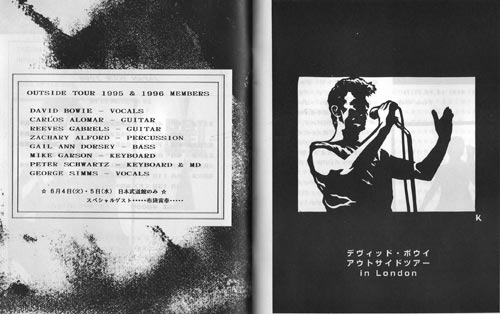 OUTSIDE TOUR 1995 & 1996 MEMBERS
DAVID BOWIE – VOCALS
CARLOS ALOMAR – GUITAR
REEVES GABRELS – GUITAR
ZACHARY ALFORD – PERCUSSION
GAIL ANN DORSEY – BASS
MIKE GARSON – KEYBOARD
PETER SCHWARTZ – KEYBOARD & MD
GEORGE SIMMS – VOCALS
☆ 6月4日(火)・5日(水) 日本武道館のみ ☆
スペシャルゲスト・・・・・布袋寅泰・・・・・
K
デヴィッド・ボウイ
アウトサイドツアー
in London